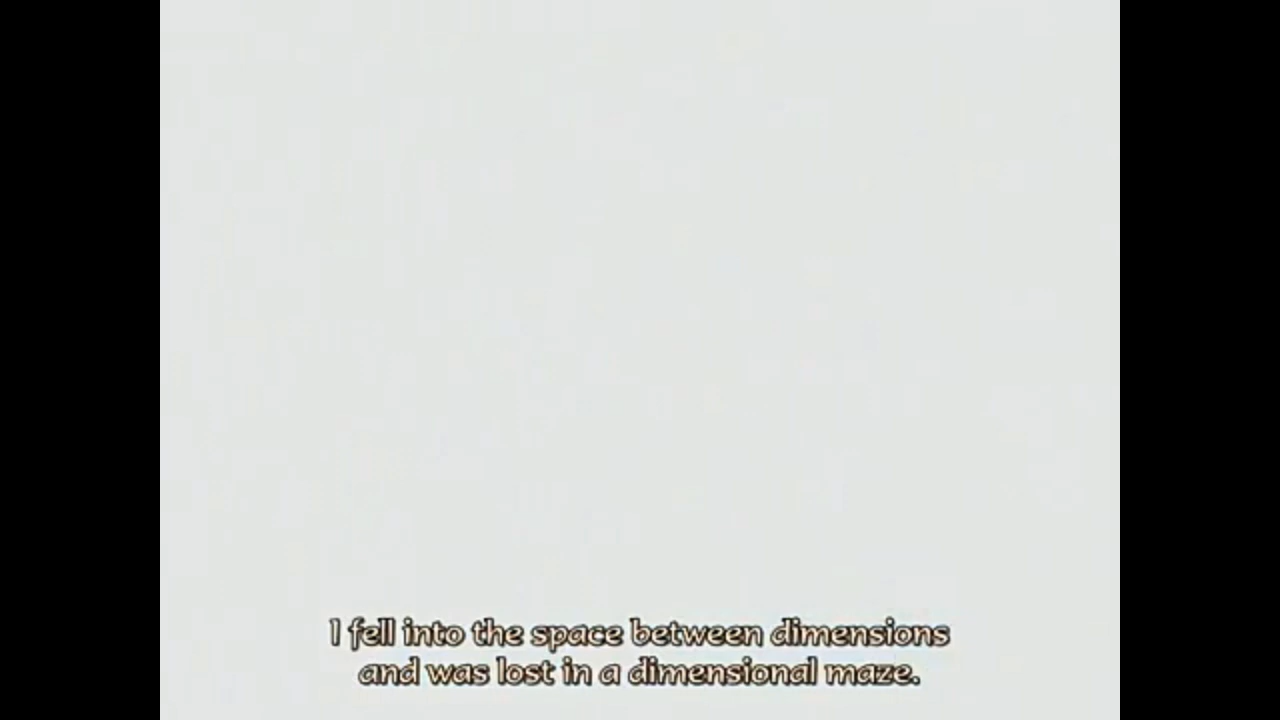 I fell into the space between dimensions
and was lost in a dimensional maze.